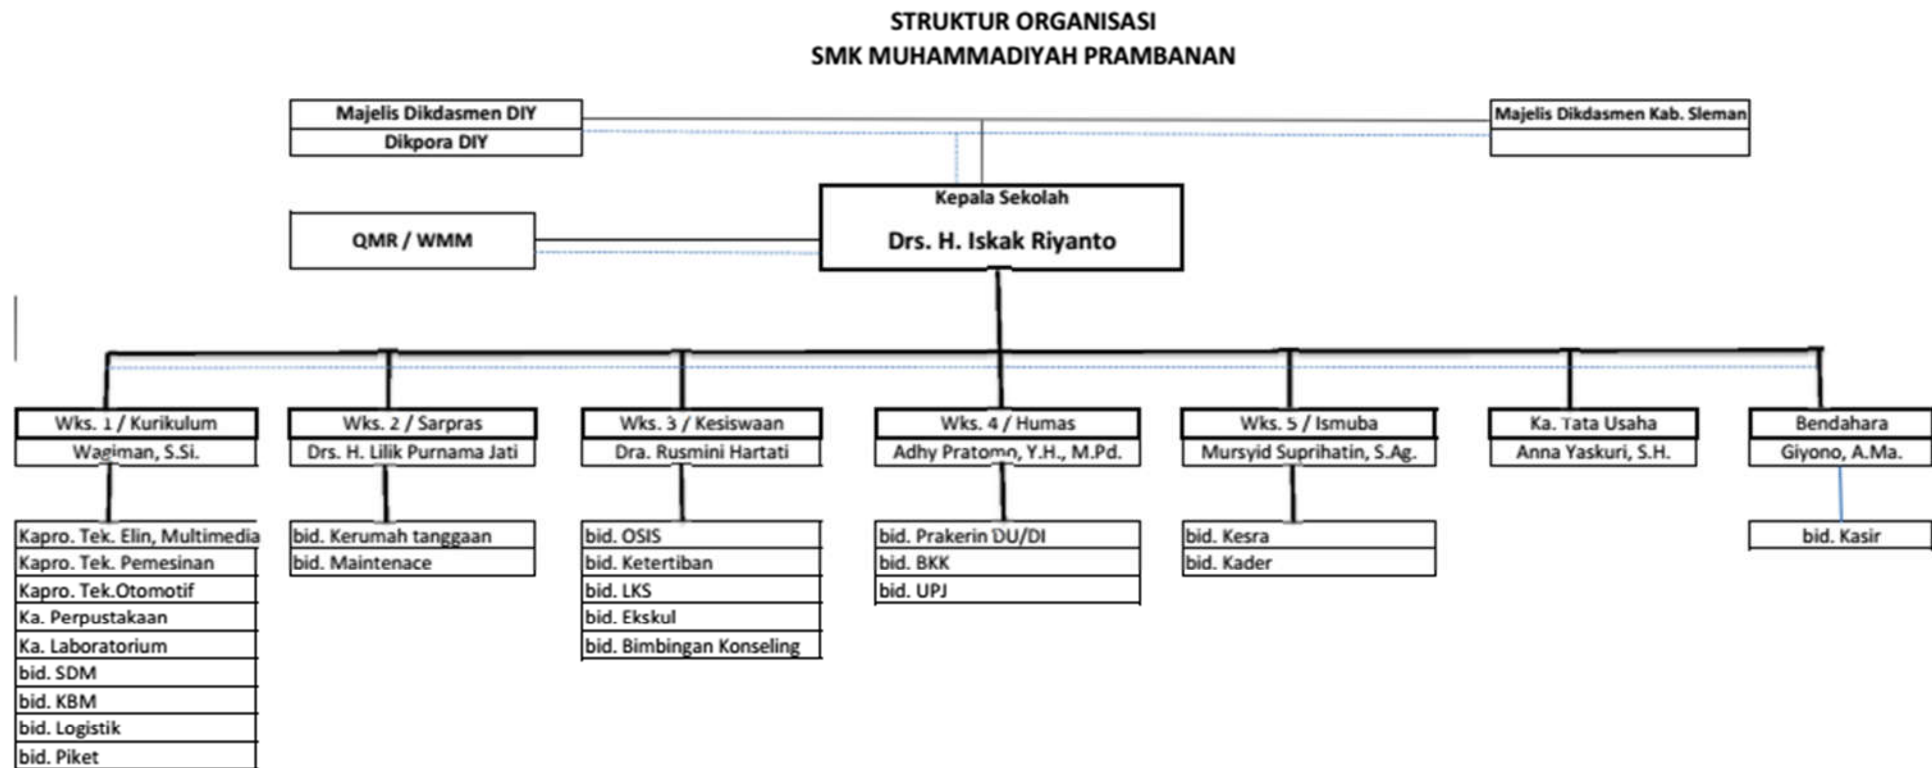 STRUKTUR ORGANISASI
SMK MUHAMMADIYAH PRAMBANAN
Majelis Dikdasmen DIY
Dikpora DIY
Majelis Dikdasmen Kab. Sleman
Kepala Sekolah
Drs. H. Iskak Riyanto
QMR / WMM
Wks. 1 / Kurikulum
Wagiman, S.Si.
Kapro. Tek. Elin, Multimedia
Kapro. Tek. Pemesinan
Kapro. Tek.Otomotif
Ka. Perpustakaan
Ka. Laboratorium
bid. SDM
bid. KBM
bid. Logistik
bid. Piket
Wks. 2 / Sarpras
Drs. H. Lilik Purnama Jati
bid. Kerumah tanggaan
bid. Maintenace
Wks. 3 / Kesiswaan
Dra. Rusmini Hartati
bid. OSIS
bid. Ketertiban
bid. LKS
bid. Ekskul
bid. Bimbingan Konseling
Wks. 4 / Humas
Adhy Pratomo, Y.H., M.Pd.
bid. Prakerin DU/DI
bid. BKK
bid. UPJ
Wks. 5 / Ismuba
Mursyid Suprihatin, S.Ag.
bid. Kesra
bid. Kader
Ka. Tata Usaha
Anna Yaskuri, S.H.
Bendahara
Giyono, A.Ma.
bid. Kasir